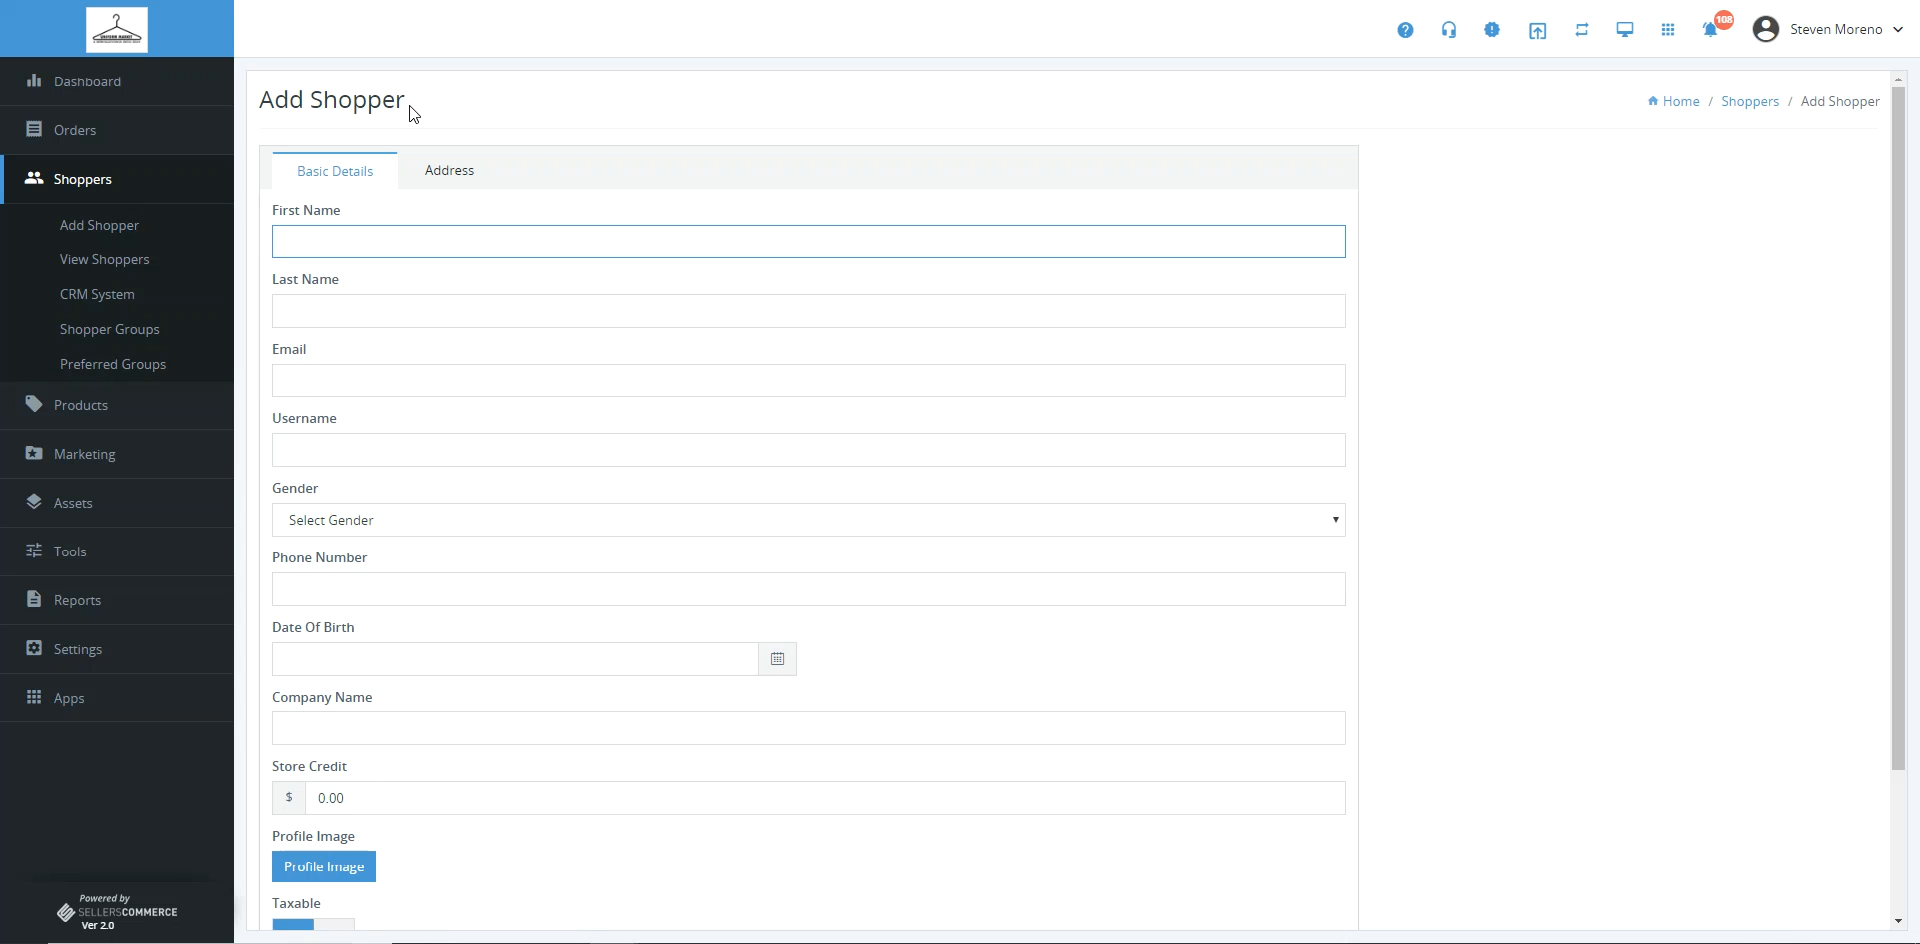 UNIFORM MARKET
108
Steven Moreno
Dashboard
Orders
Shoppers
Add Shopper
View Shoppers
CRM System
Shopper Groups
Preferred Groups
Products
Marketing
Assets
Tools
Reports
Settings
Apps
Powered by
SELLERSCOMMERCE
Ver 2.0
Add Shopper
Home / Shoppers / Add Shopper
Basic Details
Address
First Name
Last Name
Email
Username
Gender
Select Gender
Phone Number
Date Of Birth
Company Name
Store Credit
$ 0.00
Profile Image
Profile Image
Taxable